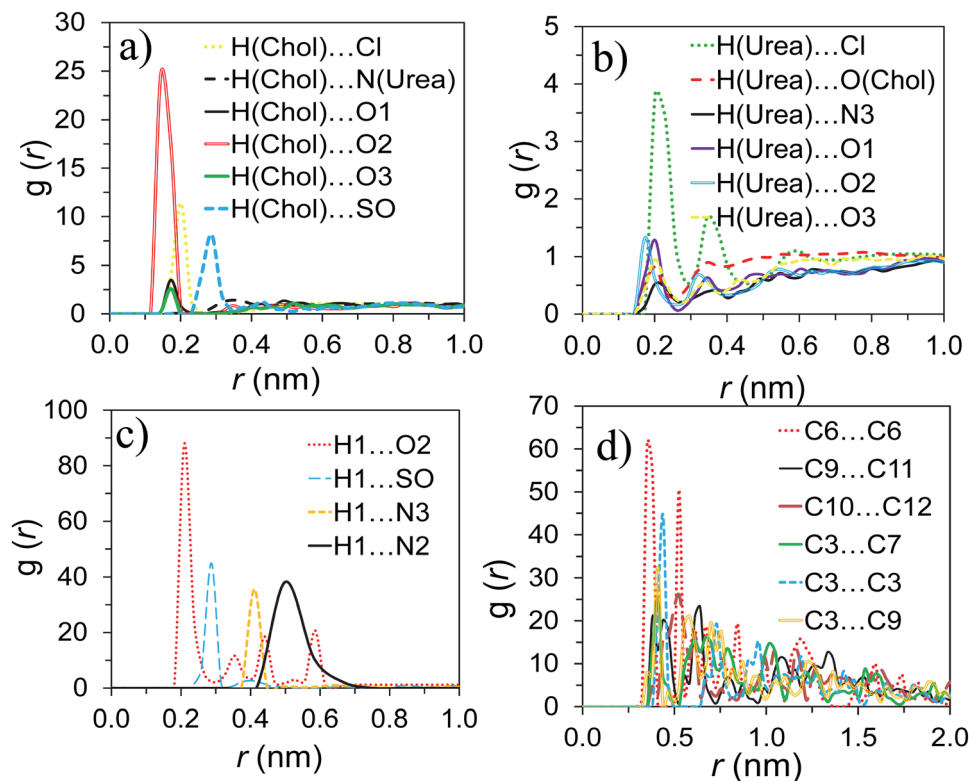 a)
30
25
20
15
10
5
0
g (r)
H(Chol)...Cl
H(Chol)...N(Urea)
H(Chol)...O1
H(Chol)...O2
H(Chol)...O3
H(Chol)...SO
0.0 0.2 0.4 0.6 0.8 1.0
r (nm)
b)
5
4
3
2
1
0
g (r)
H(Urea)...Cl
H(Urea)...O(Chol)
H(Urea)...N3
H(Urea)...O1
H(Urea)...O2
H(Urea)...O3
0.0 0.2 0.4 0.6 0.8 1.0
r (nm)
c)
100
80
60
40
20
0
g (r)
H1...O2
H1...SO
H1...N3
H1...N2
0.0 0.2 0.4 0.6 0.8 1.0
r (nm)
d)
70
60
50
40
30
20
10
0
g (r)
C6...C6
C9...C11
C10...C12
C3...C7
C3...C3
C3...C9
0.0 0.5 1.0 1.5 2.0
r (nm)